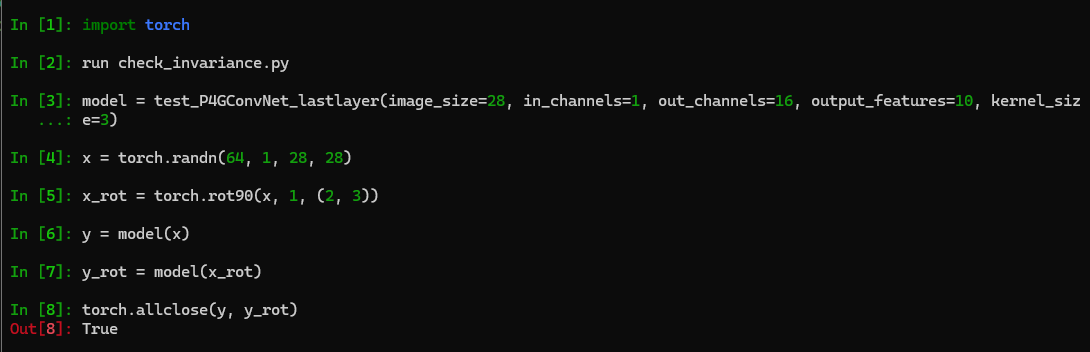 In [1]: import torch
In [2]: run check_invariance.py
In [3]: model = test_P4GConvNet_lastlayer(image_size=28, in_channels=1, out_channels=16, output_features=10, kernel_siz
...: e=3)
In [4]: x = torch.randn(64, 1, 28, 28)
In [5]: x_rot = torch.rot90(x, 1, (2, 3))
In [6]: y = model(x)
In [7]: y_rot = model(x_rot)
In [8]: torch.allclose(y, y_rot)
Out[8]: True